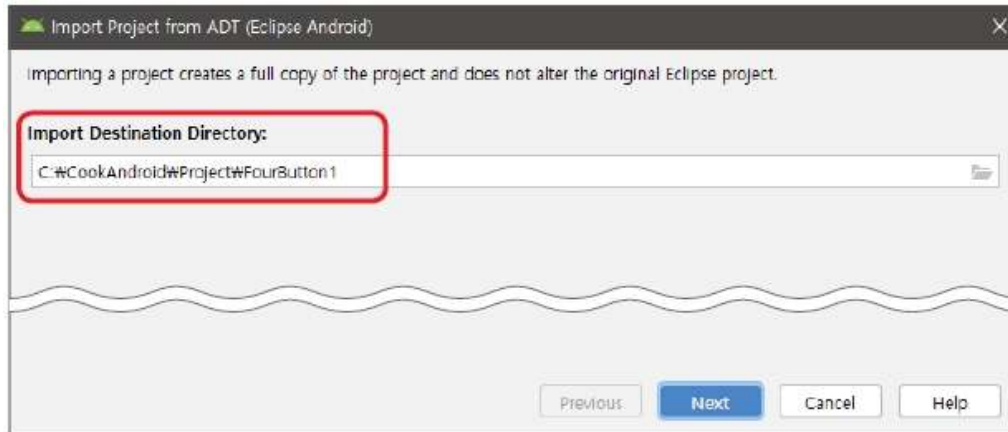 Import Project from ADT (Eclipse Android)
Importing a project creates a full copy of the project and does not alter the original Eclipse project.
Import Destination Directory:
C:₩CookAndroid₩Project₩FourButton1
Previous Next Cancel Help